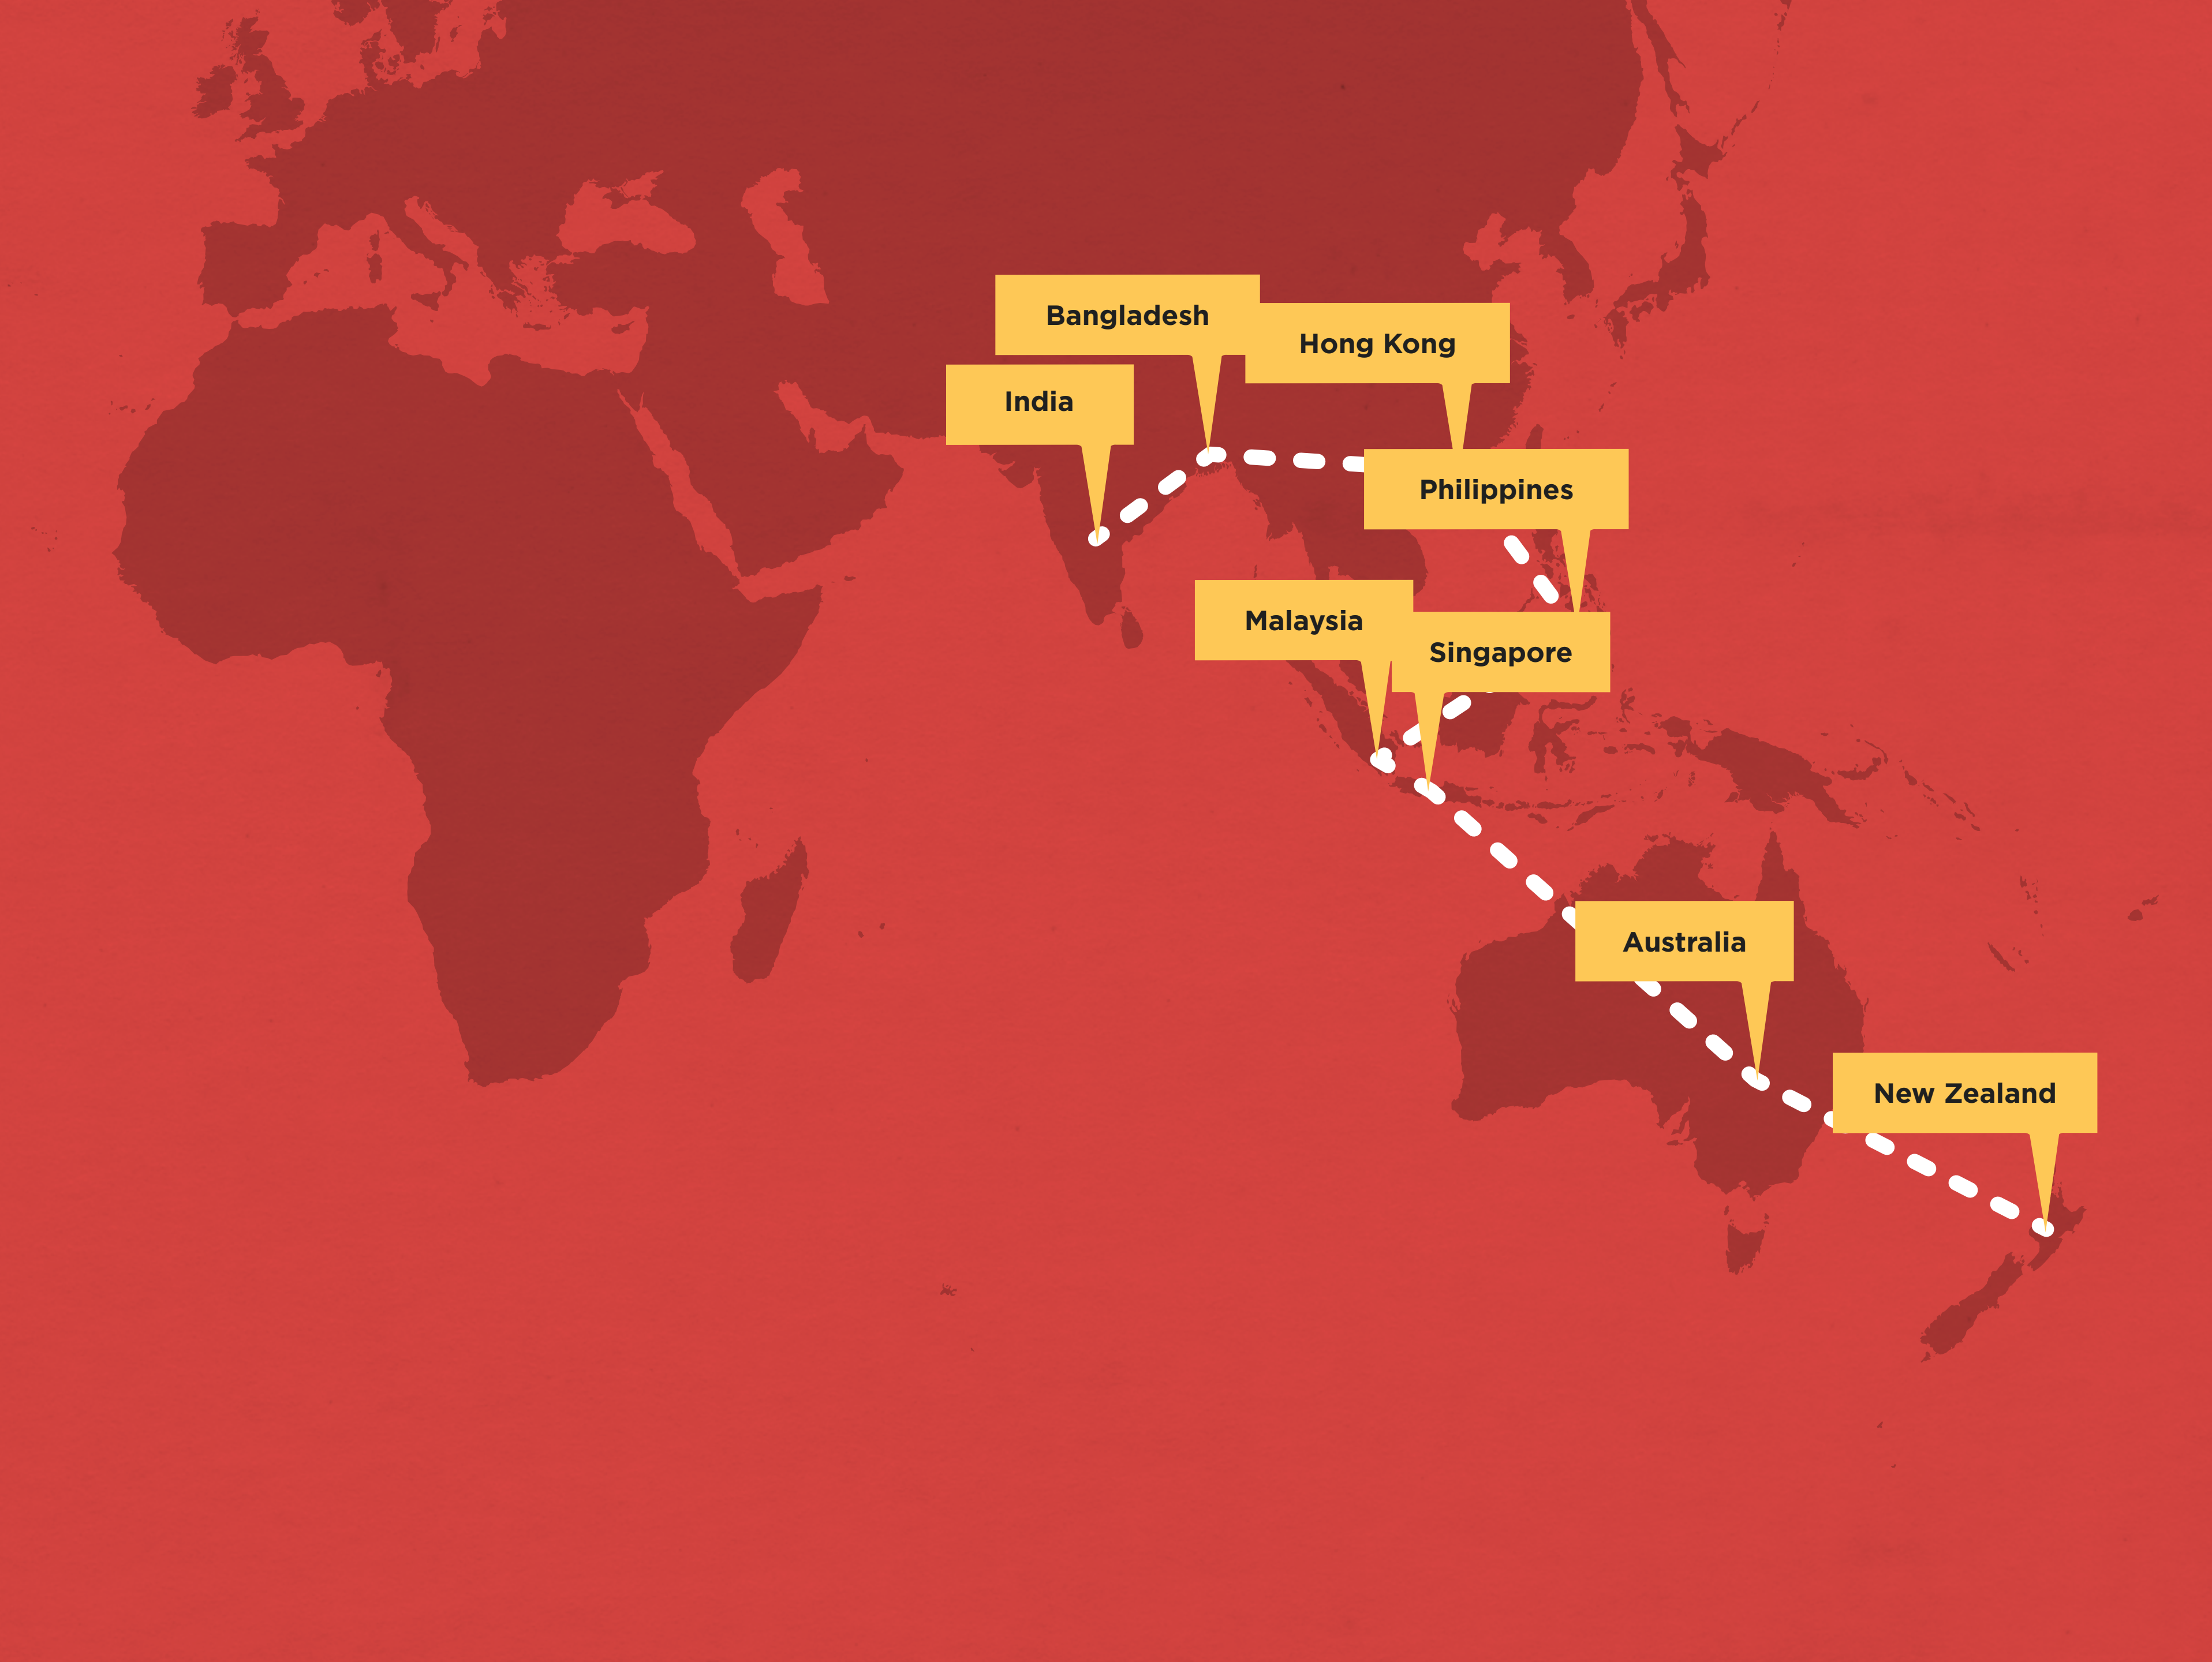 Bangladesh
Hong Kong
India
Philippines
Malaysia
Singapore
Australia
New Zealand